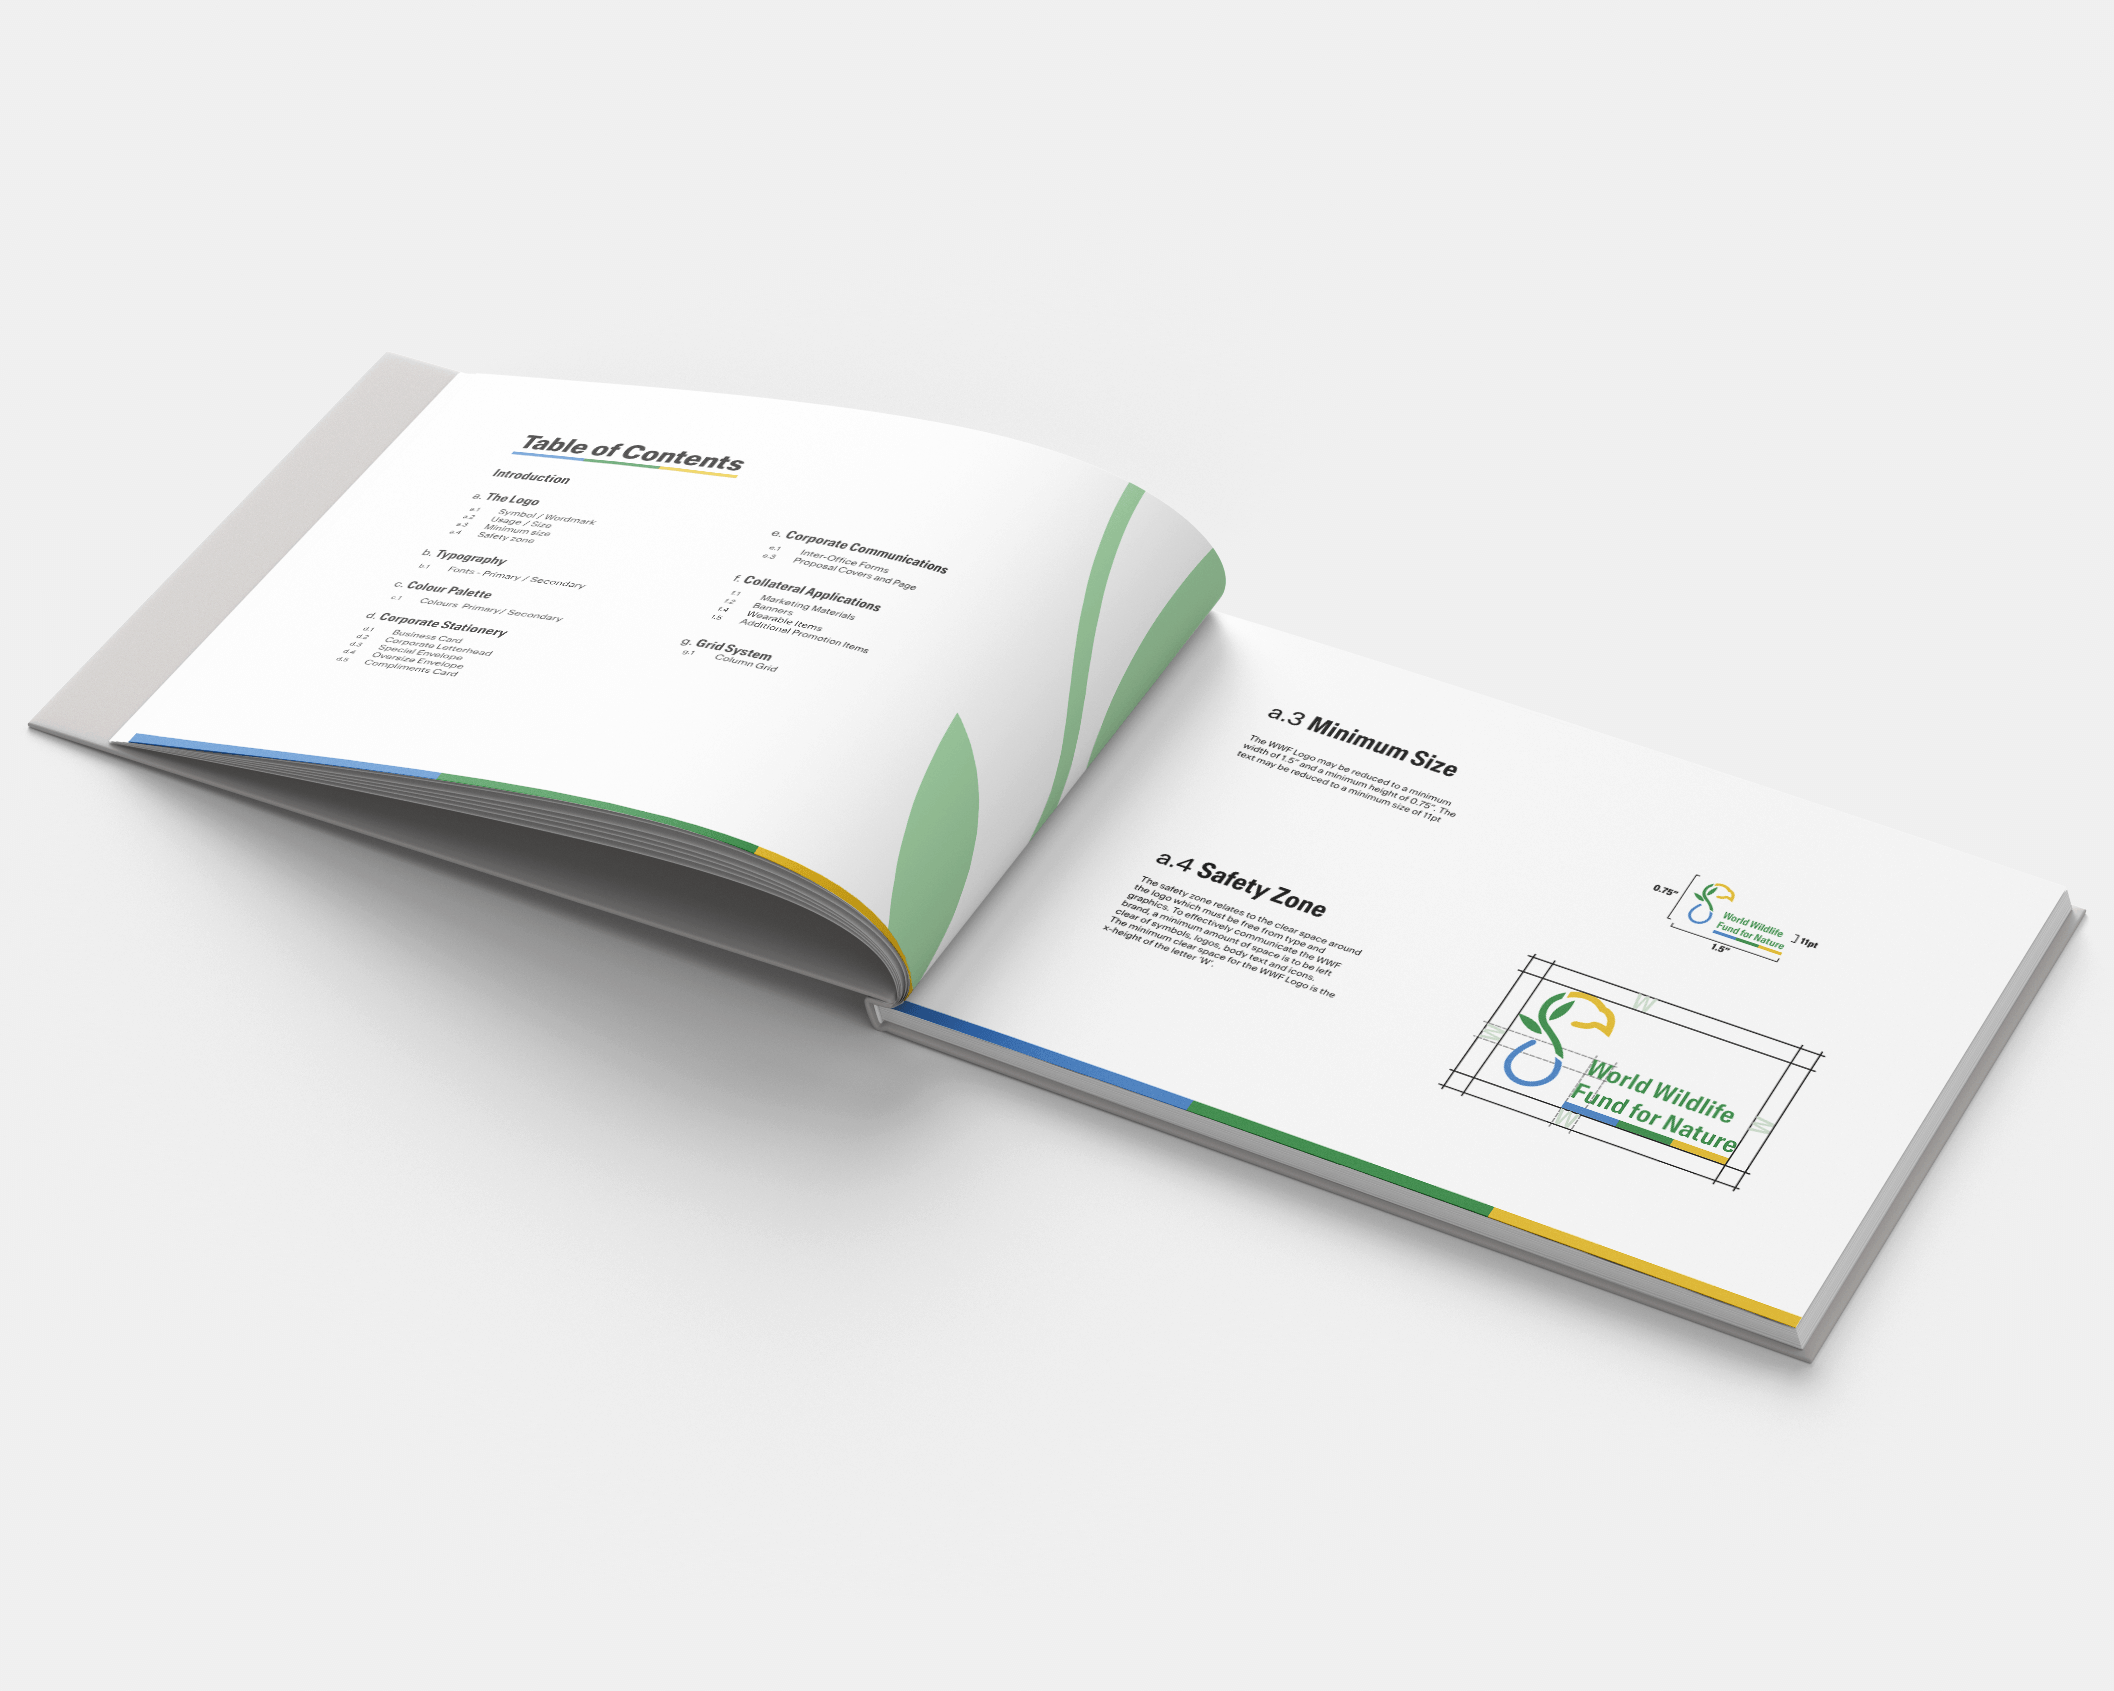 Table of Contents
Introduction
a. The Logo
a.1 Symbol / Wordmark
a.2 Usage / Size
a.3 Minimum size
a.4 Safety zone
b. Typography
b.1 Fonts - Primary / Secondary
c. Colour Palette
c.1 Colours Primary/ Secondary
d. Corporate Stationery
d.1 Business Card
d.2 Corporate Letterhead
d.3 Special Envelope
d.4 Oversize Envelope
d.5 Compliments Card
e. Corporate Communications
e.1 Inter-Office Forms
e.3 Proposal Covers and Page
f. Collateral Applications
f.1 Marketing Materials
f.2 Banners
f.4 Wearable Items
f.5 Additional Promotion Items
g. Grid System
g.1 Column Grid
a.3 Minimum Size
The WWF Logo may be reduced to a minimum
width of 1.5" and a minimum height of 0.75". The
text may be reduced to a minimum size of 11pt
a.4 Safety Zone
The safety zone relates to the clear space around
the logo which must be free from type and
graphics. To effectively communicate the WWF
brand, a minimum amount of space is to be left
clear of symbols, logos, body text and icons.
The minimum clear space for the WWF Logo is the
x-height of the letter 'W'.
0.75"
World Wildlife
Fund for Nature
11pt
1.5"
W
W
W
World Wildlife
Fund for Nature
W
W